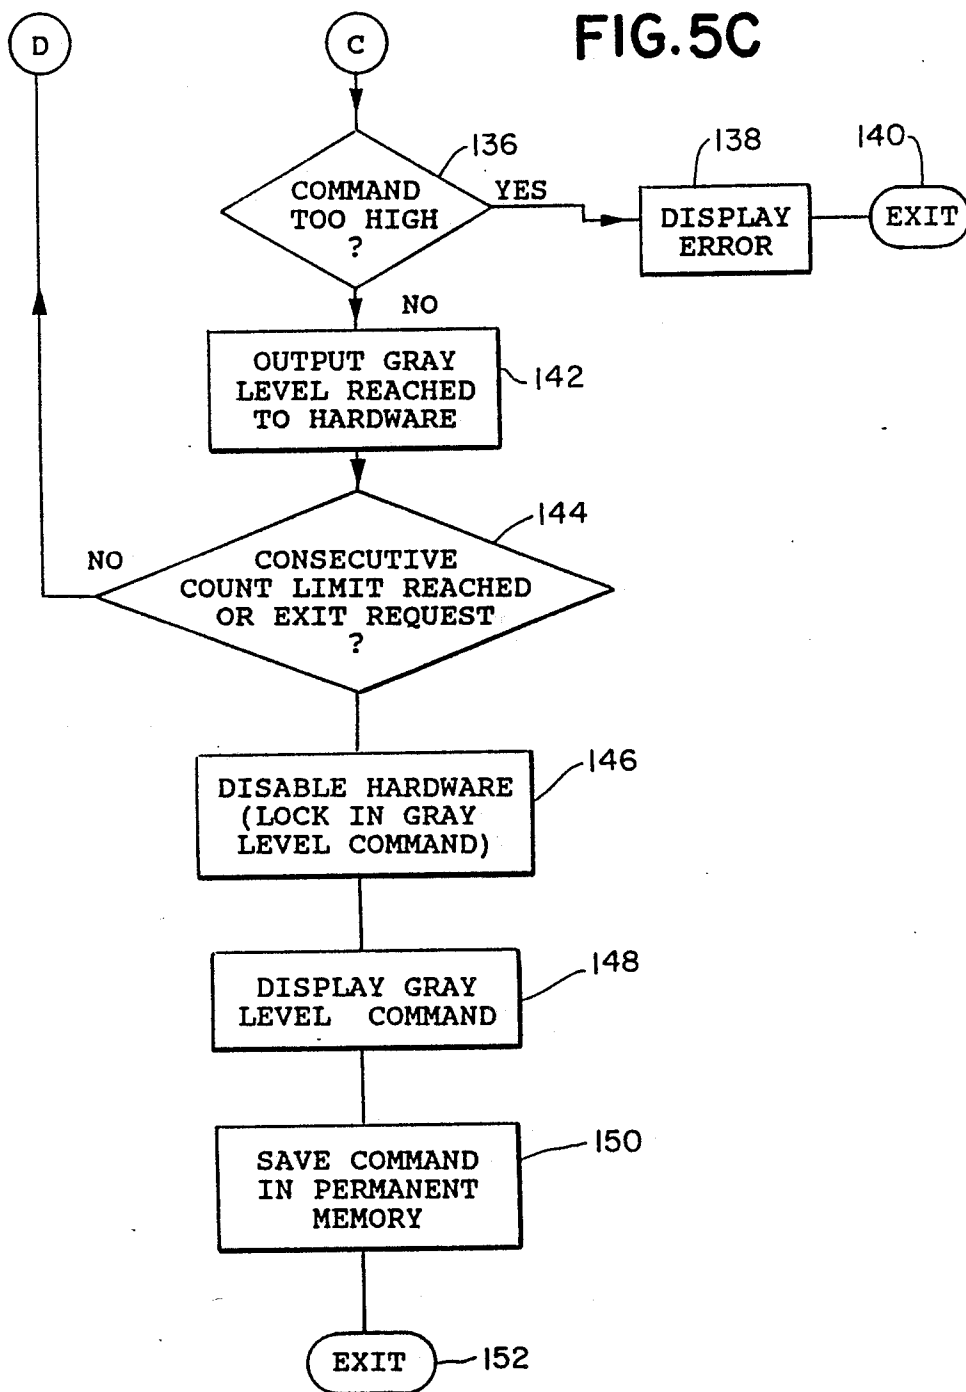 D
C
FIG.5C
136
138
140
COMMAND
TOO HIGH
?
YES
DISPLAY
ERROR
EXIT
NO
OUTPUT GRAY
LEVEL REACHED
TO HARDWARE
142
144
NO
CONSECUTIVE
COUNT LIMIT REACHED
OR EXIT REQUEST
?
146
DISABLE HARDWARE
(LOCK IN GRAY
LEVEL COMMAND)
148
DISPLAY GRAY
LEVEL COMMAND
150
SAVE COMMAND
IN PERMANENT
MEMORY
EXIT
152